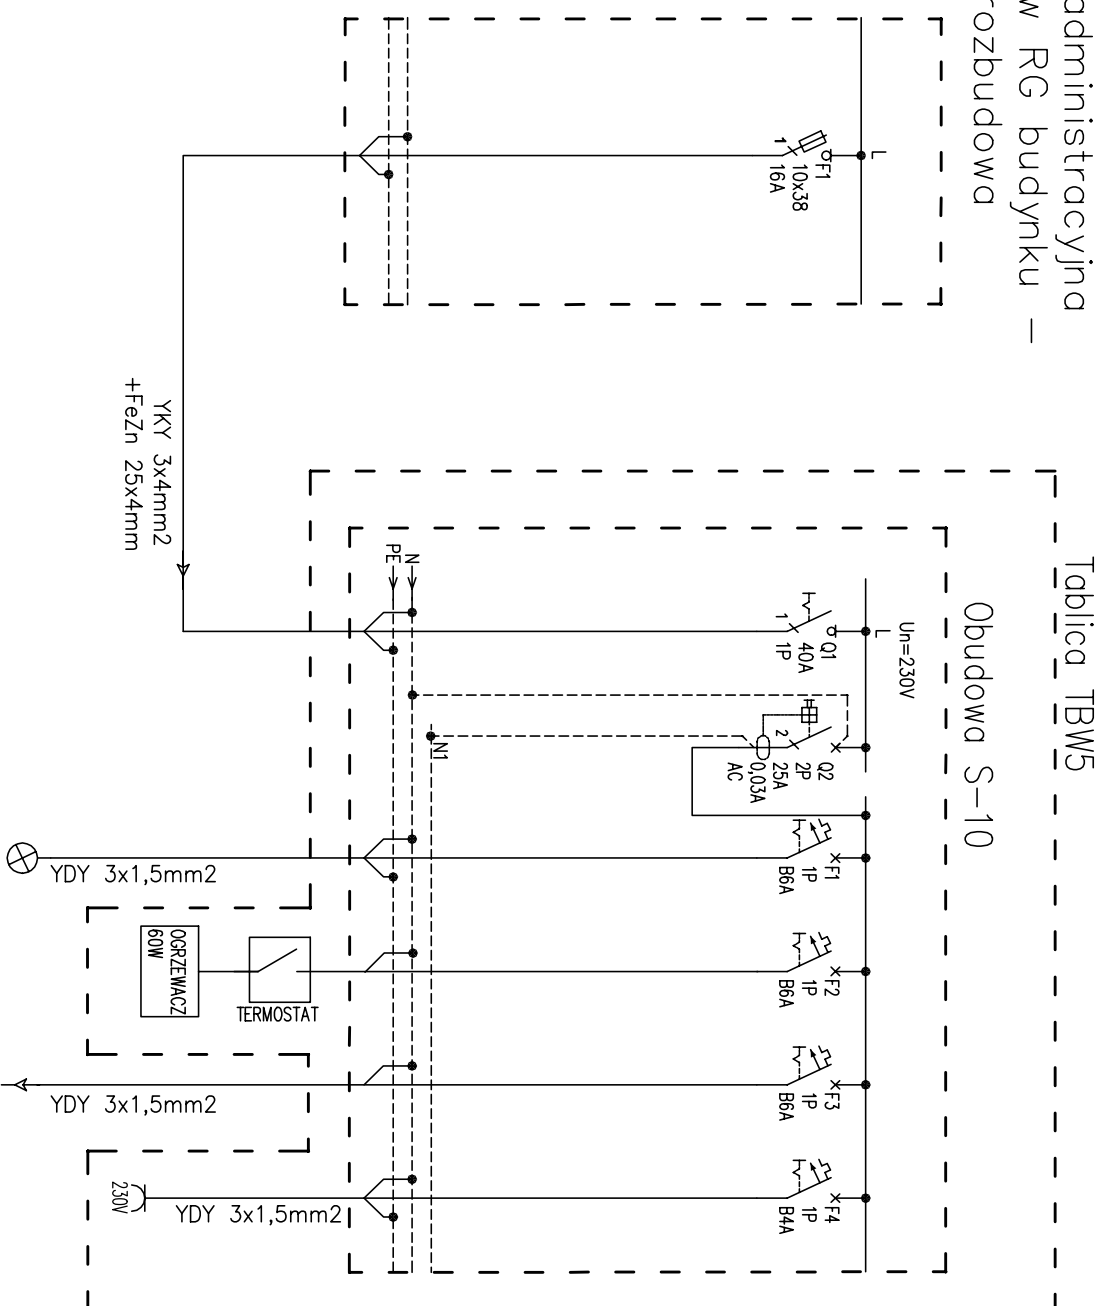 administracyjna
w RG budynku –
rozbudowa
L
F1
10x38
16A
1
YKY 3x4mm2
+FeZn 25x4mm
Tablica TBW5
Obudowa S-10
Un=230V
L
Q1
40A
1P
1
N
PE
Q2
2P
25A
0,03A
AC
2
N1
F1
1P
B6A
YDY 3x1,5mm2
F2
1P
B6A
TERMOSTAT
OGRZEWACZ
60W
F3
1P
B6A
YDY 3x1,5mm2
F4
1P
B4A
YDY 3x1,5mm2
230V